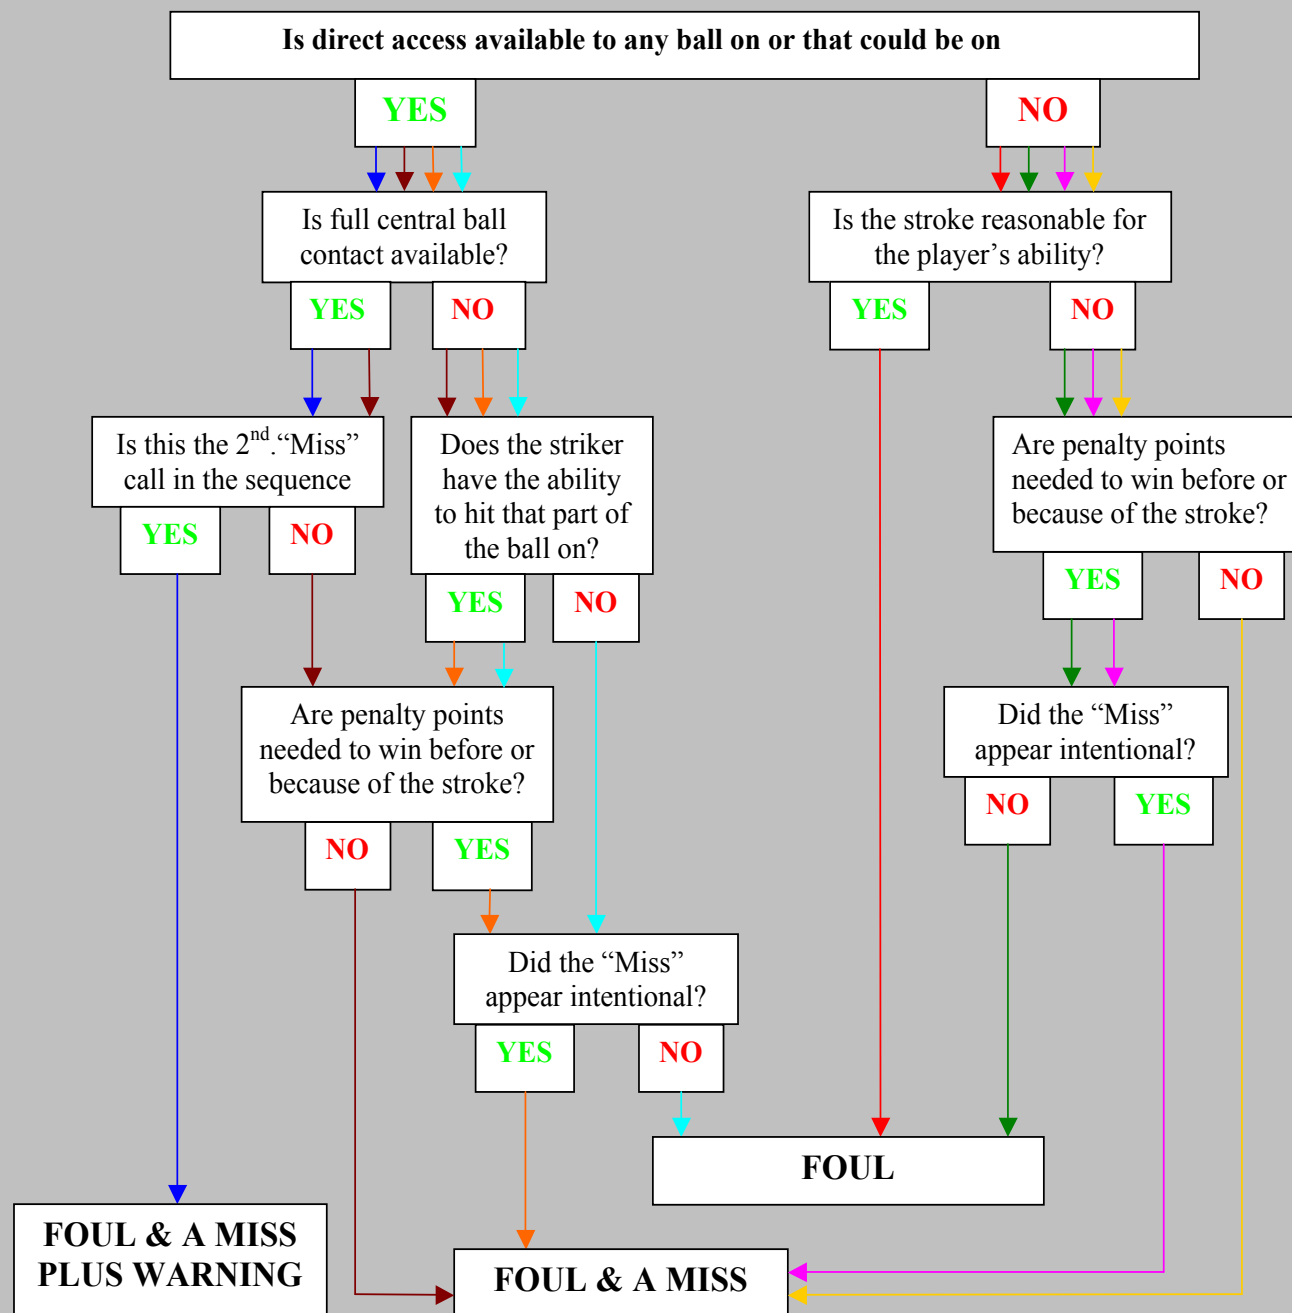 Is direct access available to any ball on or that could be on
YES
NO
Is full central ball
contact available?
Is the stroke reasonable for
the player’s ability?
YES
NO
YES
NO
Is this the 2nd.“Miss”
call in the sequence
Does the striker
have the ability
to hit that part of
the ball on?
Are penalty points
needed to win before or
because of the stroke?
YES
NO
YES
NO
YES
NO
Are penalty points
needed to win before or
because of the stroke?
Did the “Miss”
appear intentional?
NO
YES
NO
YES
Did the “Miss”
appear intentional?
YES
NO
FOUL
FOUL & A MISS
PLUS WARNING
FOUL & A MISS